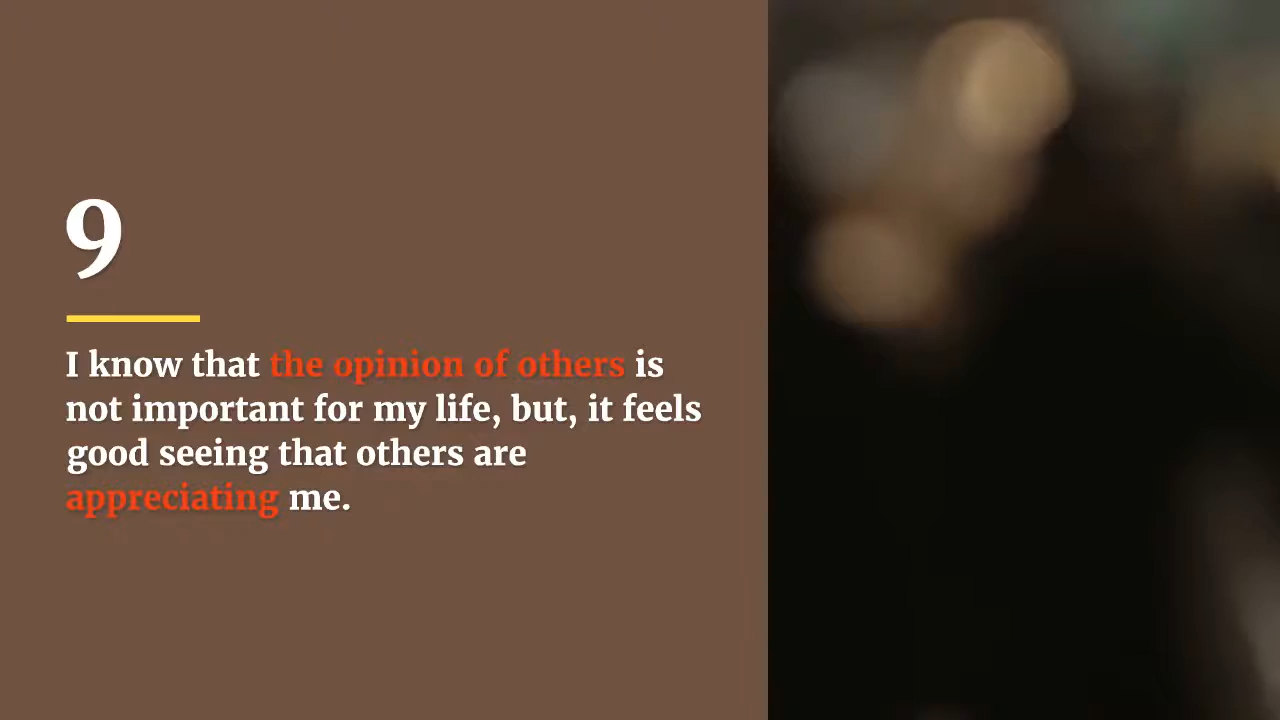 9
I know that the opinion of others is
not important for my life, but, it feels
good seeing that others are
appreciating me.